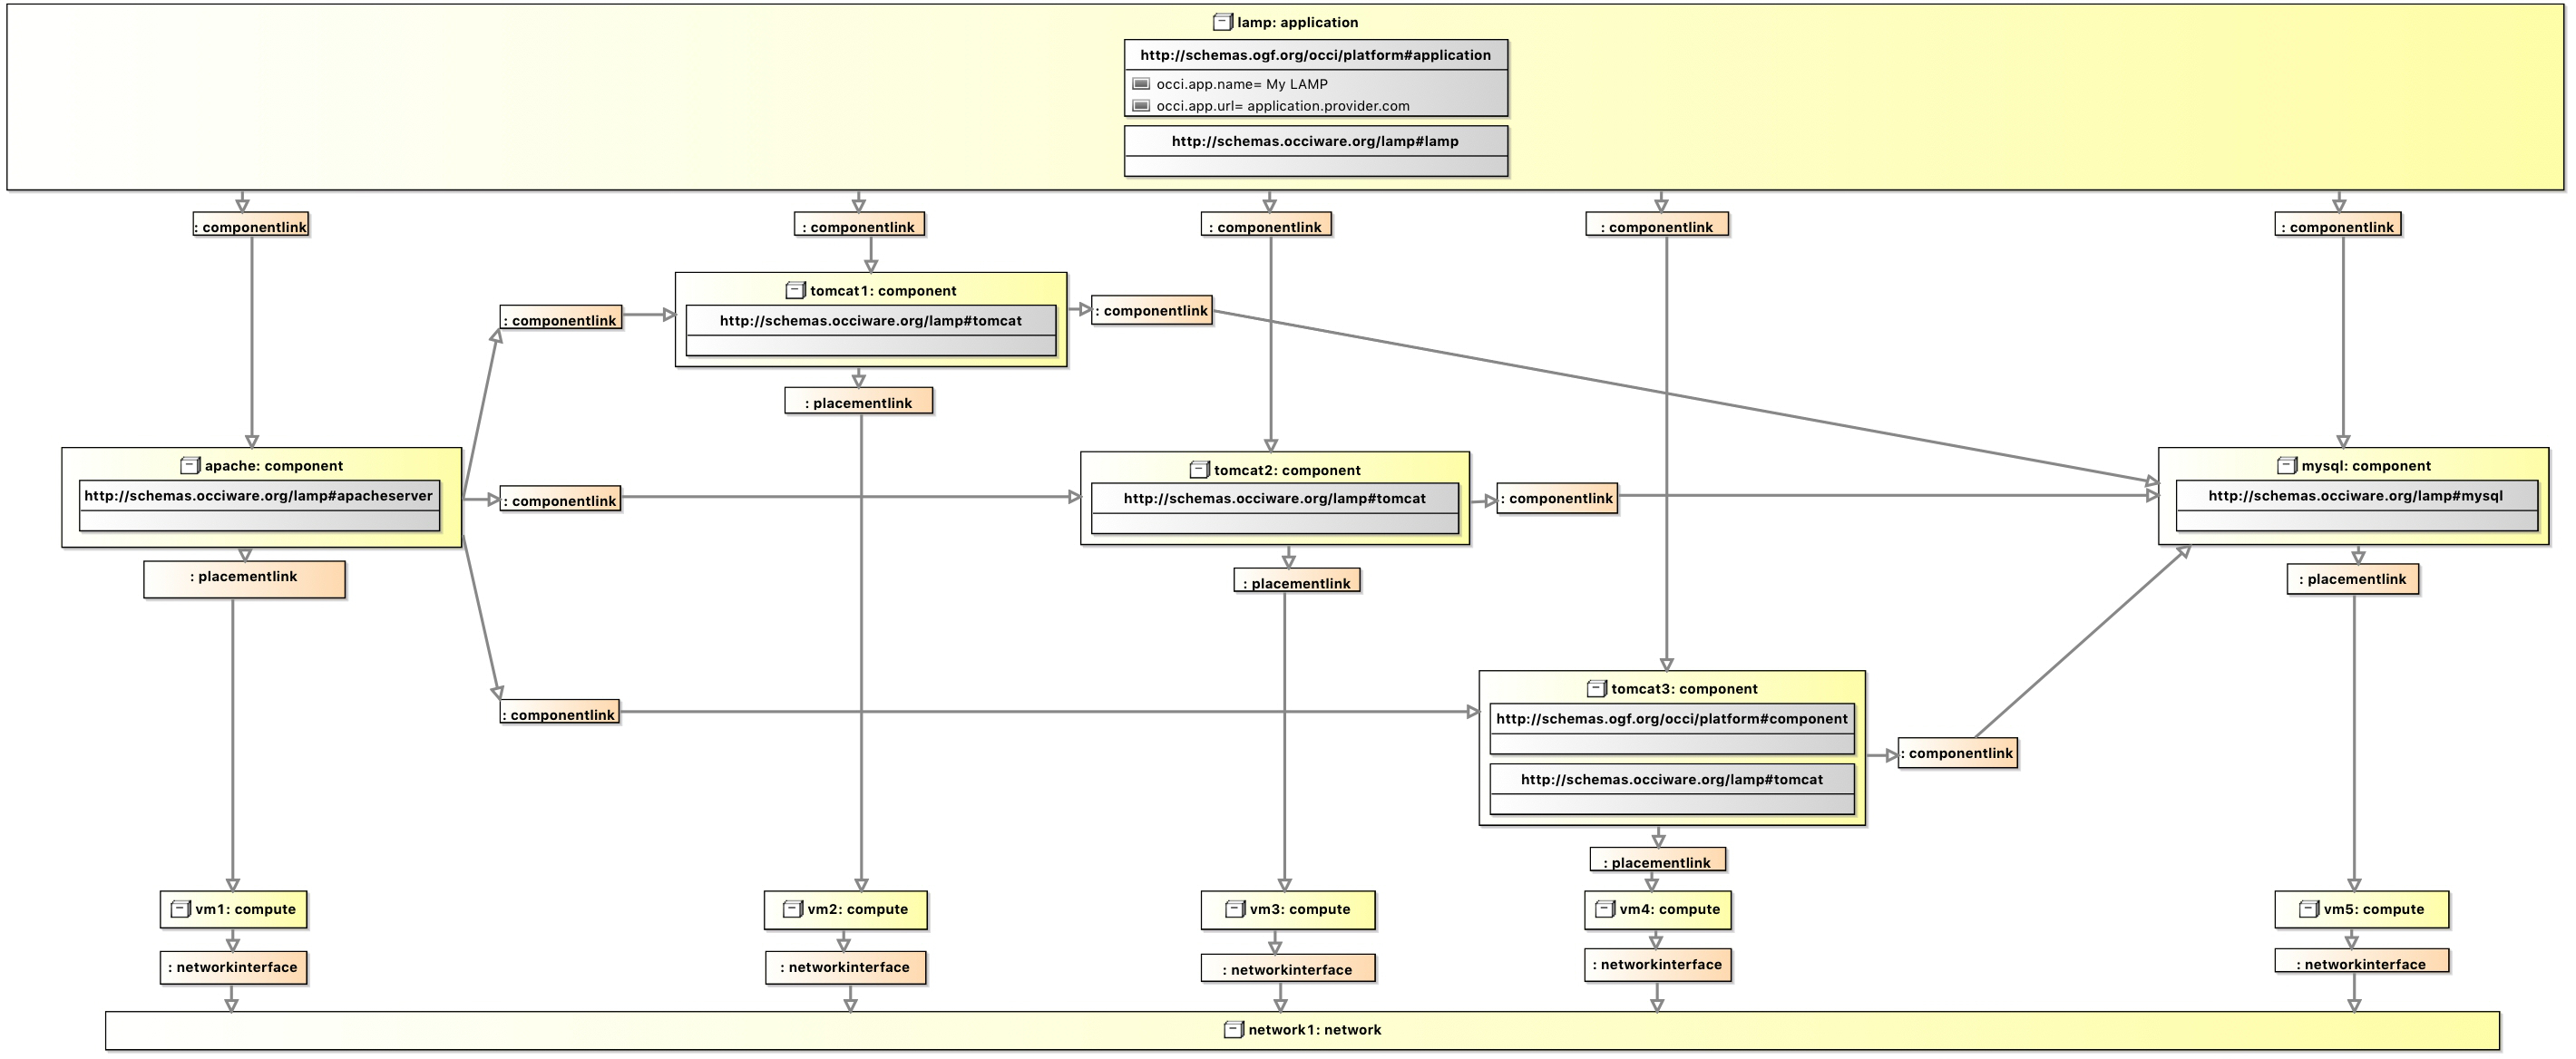 lamp: application
http://schemas.ogf.org/occi/platform#application
occi.app.name= My LAMP
occi.app.url= application.provider.com
http://schemas.occiware.org/lamp#lamp
: componentlink
: componentlink
: componentlink
: componentlink
: componentlink
tomcat1: component
http://schemas.occiware.org/lamp#tomcat
: componentlink
: componentlink
: placementlink
apache: component
http://schemas.occiware.org/lamp#apacheserver
: componentlink
tomcat2: component
http://schemas.occiware.org/lamp#tomcat
: componentlink
mysql: component
http://schemas.occiware.org/lamp#mysql
: placementlink
: placementlink
: placementlink
: componentlink
tomcat3: component
http://schemas.ogf.org/occi/platform#component
http://schemas.occiware.org/lamp#tomcat
: componentlink
: placementlink
vm1: compute
vm2: compute
vm3: compute
vm4: compute
vm5: compute
: networkinterface
: networkinterface
: networkinterface
: networkinterface
: networkinterface
network1: network